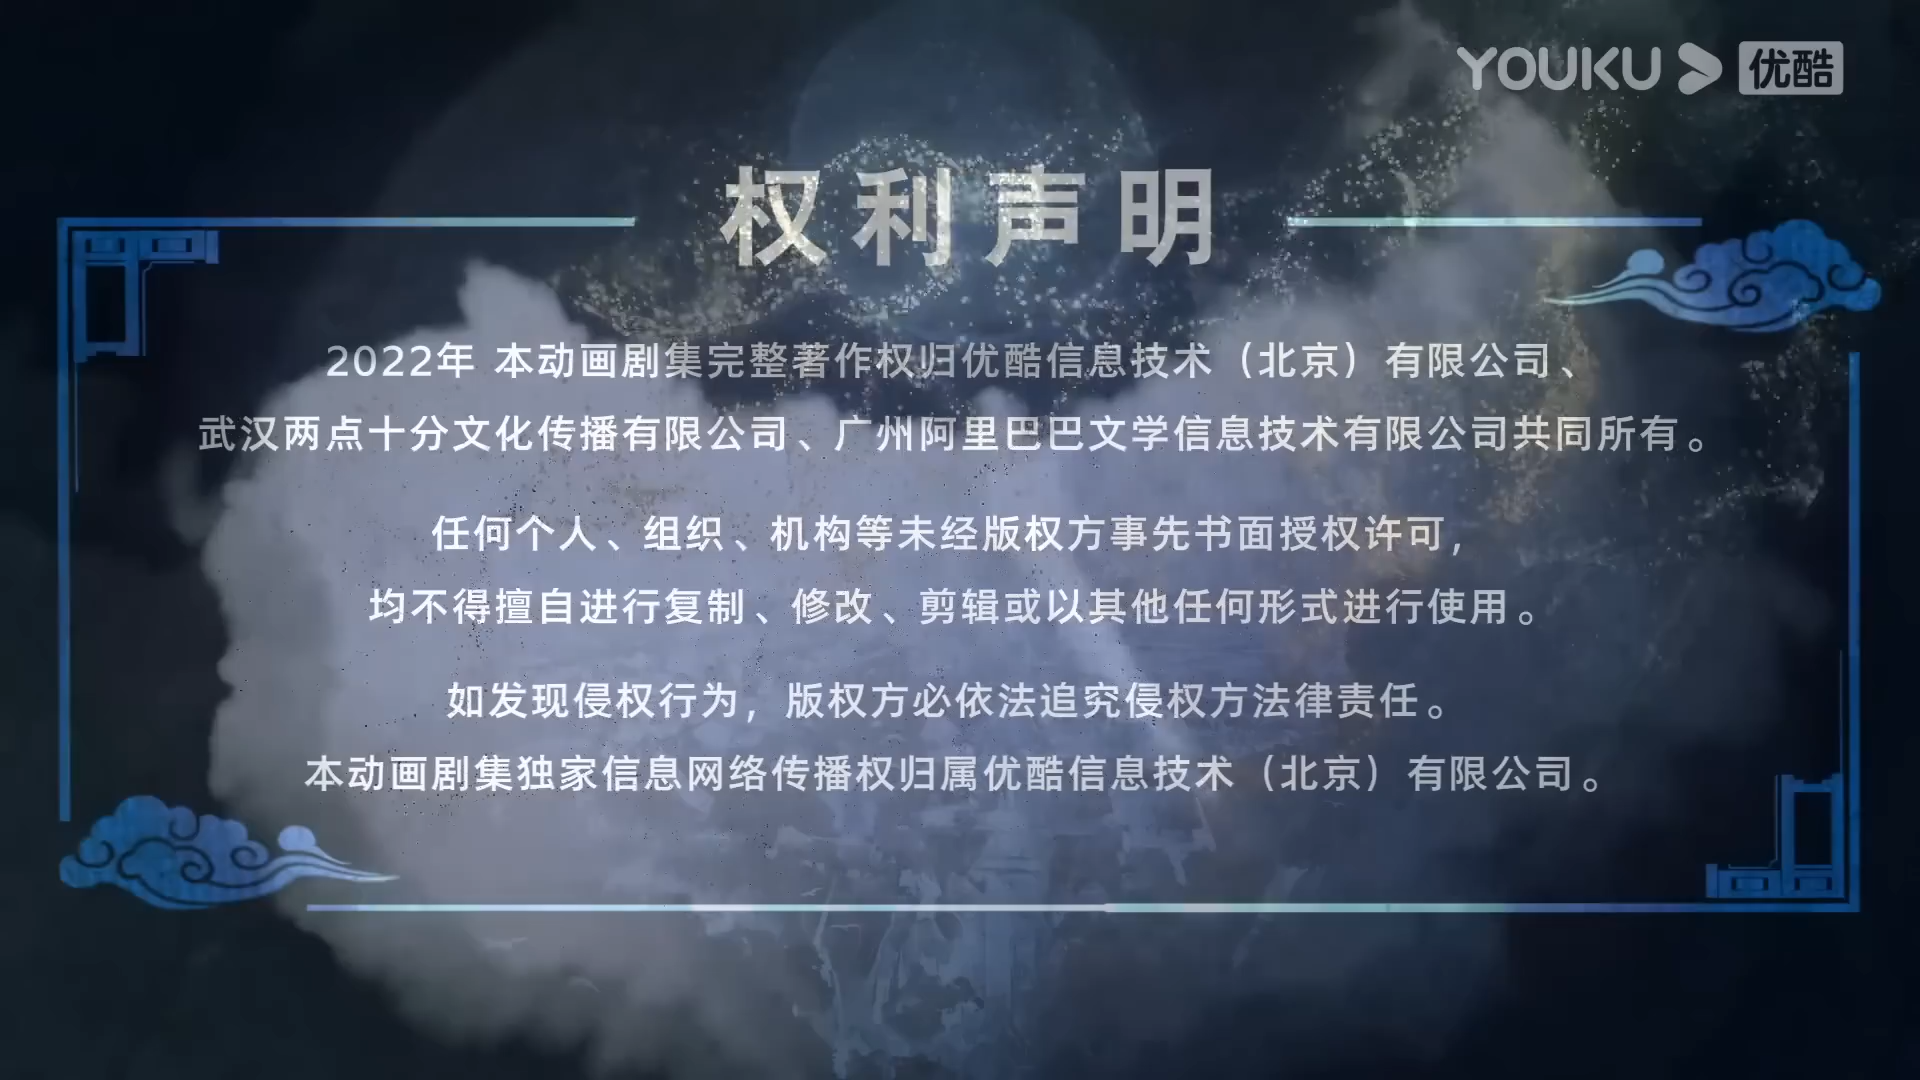 YOUKU 优酷
权利声明
2022年 本动画剧集完整著作权归优酷信息技术（北京）有限公司、
武汉两点十分文化传播有限公司、广州阿里巴巴文学信息技术有限公司共同所有。
任何个人、组织、机构等未经版权方事先书面授权许可，
均不得擅自进行复制、修改、剪辑或以其他任何形式进行使用。
如发现侵权行为，版权方必依法追究侵权方法律责任。
本动画剧集独家信息网络传播权归属优酷信息技术（北京）有限公司。